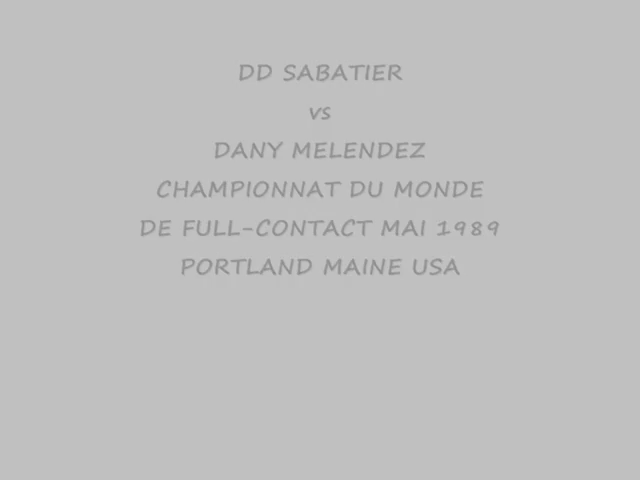 DD SABATIER
vs
DANY MELENDEZ
CHAMPIONNAT DU MONDE
DE FULL-CONTACT MAI 1989
PORTLAND MAINE USA